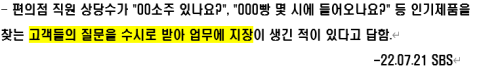 - 편의점 직원 상당수가 "00소주 있나요?", "000빵 몇 시에 들어오나요?" 등 인기제품을
찾는 고객들의 질문을 수시로 받아 업무에 지장이 생긴 적이 있다고 답함.↵
-22.07.21 SBS↵